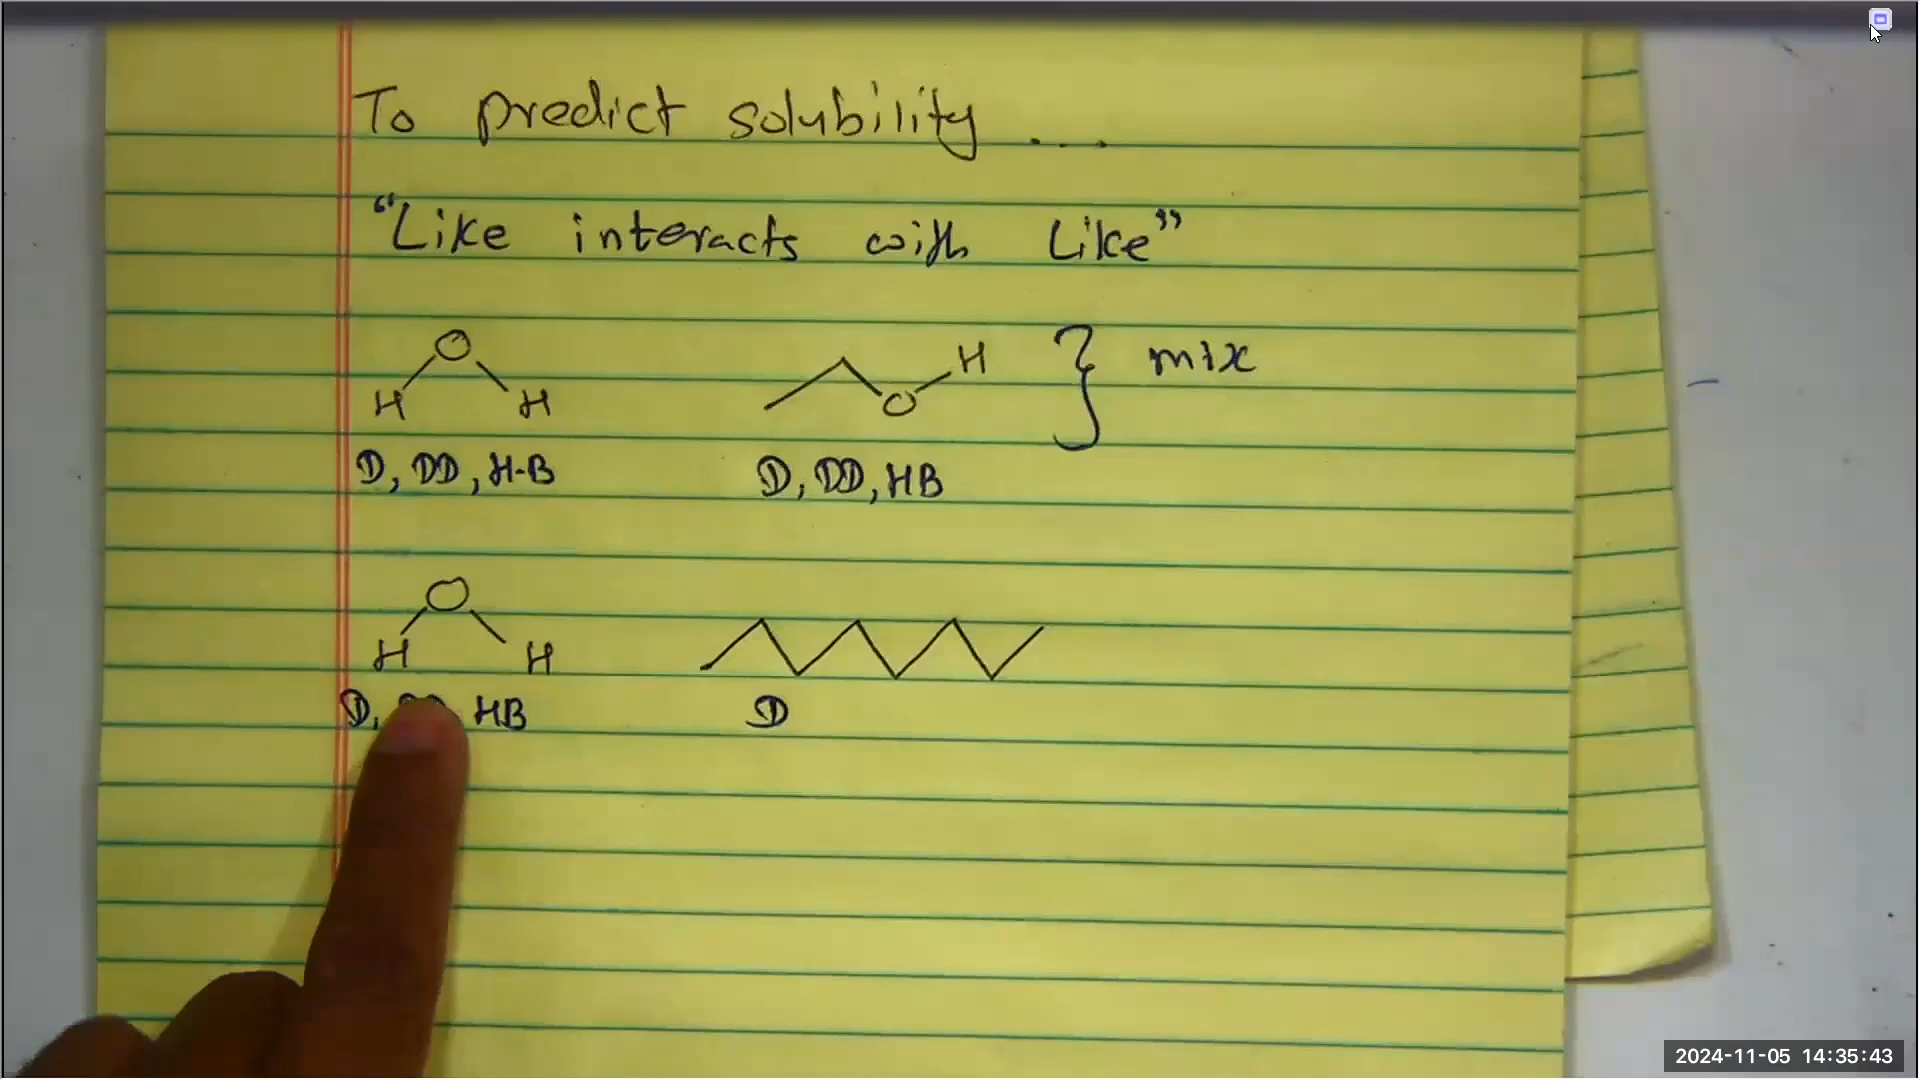 To predict solubility ....
"Like interacts with Like"
O H } mix
H H O
D, DD, H-B D, DD, HB
O
H H
D, HB D
2024-11-05 14:35:43